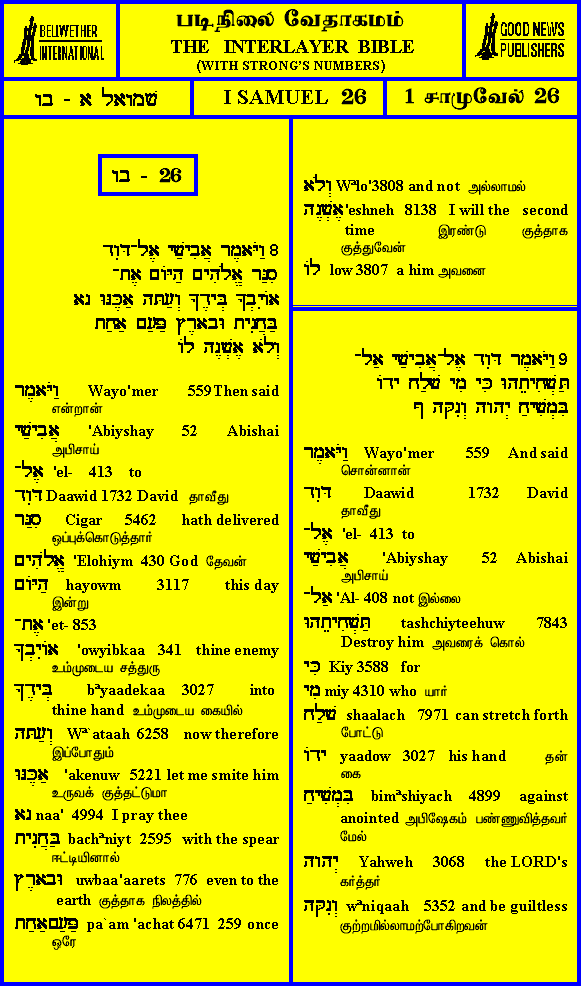 BELLWETHER
INTERNATIONAL
படிநிலை வேதாகமம்
THE INTERLAYER BIBLE
(WITH STRONG'S NUMBERS)
GOOD NEWS
PUBLISHERS
שמואל א - בו
I SAMUEL 26
1 சாமுவேல் 26
בו - 26
8 וַיֹּאמֶר אֲבִישַׁי אֶל־דָּוִד
סִגַּר אֱלֹהִים הַיּוֹם אֶת־
אוֹיִבְךָ בְּיָדֶךָ וְעַתָּה אַכֶּנּוּ נָא
בַּחֲנִית וּבָאָרֶץ פַּעַם אַחַת
וְלֹא אֶשְׁנֶה לוֹ
וַיֹּאמֶר Wayo'mer 559 Then said
என்றான்
אֲבִישַׁי 'Abiyshay 52 Abishai
அபிசாய்
אֶל־ 'el- 413 to
דָּוִד Daawid 1732 David தாவீது
סִגַּר Cigar 5462 hath delivered
ஒப்புக்கொடுத்தார்
אֱלֹהִים 'Elohiym 430 God தேவன்
הַיּוֹם hayowm 3117 this day
இன்று
אֶת־ 'et- 853
אוֹיִבְךָ 'owyibkaa 341 thine enemy
உம்முடைய சத்துரு
בְּיָדֶךָ bªyaadekaa 3027 into
thine hand உம்முடைய கையில்
וְעַתָּה Wª`ataah 6258 now therefore
இப்போதும்
אַכֶּנּוּ 'akenuw 5221 let me smite him
உருவக் குத்தட்டுமா
נָא naa' 4994 I pray thee
בַּחֲנִית bachªniyt 2595 with the spear
ஈட்டியினால்
וּבָאָרֶץ uwbaa'aarets 776 even to the
earth குத்தாக நிலத்தில்
פַּעַם אַחַת pa`am 'achat 6471 259 once
ஒரே
וְלֹא Wªlo' 3808 and not அல்லாமல்
אֶשְׁנֶה 'eshneh 8138 I will the second
time இரண்டு குத்தாக
குத்துவேன்
לוֹ low 3807 a him அவனை
9 וַיֹּאמֶר דָּוִד אֶל־אֲבִישַׁי אַל־
תַּשְׁחִיתֵהוּ כִּי מִי שָׁלַח יָדוֹ
בִּמְשִׁיחַ יְהוָה וְנִקָּה ף
וַיֹּאמֶר Wayo'mer 559 And said
சொன்னான்
דָּוִד Daawid 1732 David
தாவீது
אֶל־ 'el- 413 to
אֲבִישַׁי 'Abiyshay 52 Abishai
அபிசாய்
אַל־ 'Al- 408 not இல்லை
תַּשְׁחִיתֵהוּ tashchiyteehuw 7843
Destroy him அவரைக் கொல்
כִּי Kiy 3588 for
מִי miy 4310 who யார்
שָׁלַח shaalach 7971 can stretch forth
போட்டு
יָדוֹ yaadow 3027 his hand தன்
கை
בִּמְשִׁיחַ bimªshiyach 4899 against
anointed அபிஷேகம் பண்ணுவித்தவர்
மேல்
יְהוָה Yahweh 3068 the LORD's
கர்த்தர்
וְנִקָּה wªniqaah 5352 and be guiltless
குற்றமில்லாமற்போகிறவன்